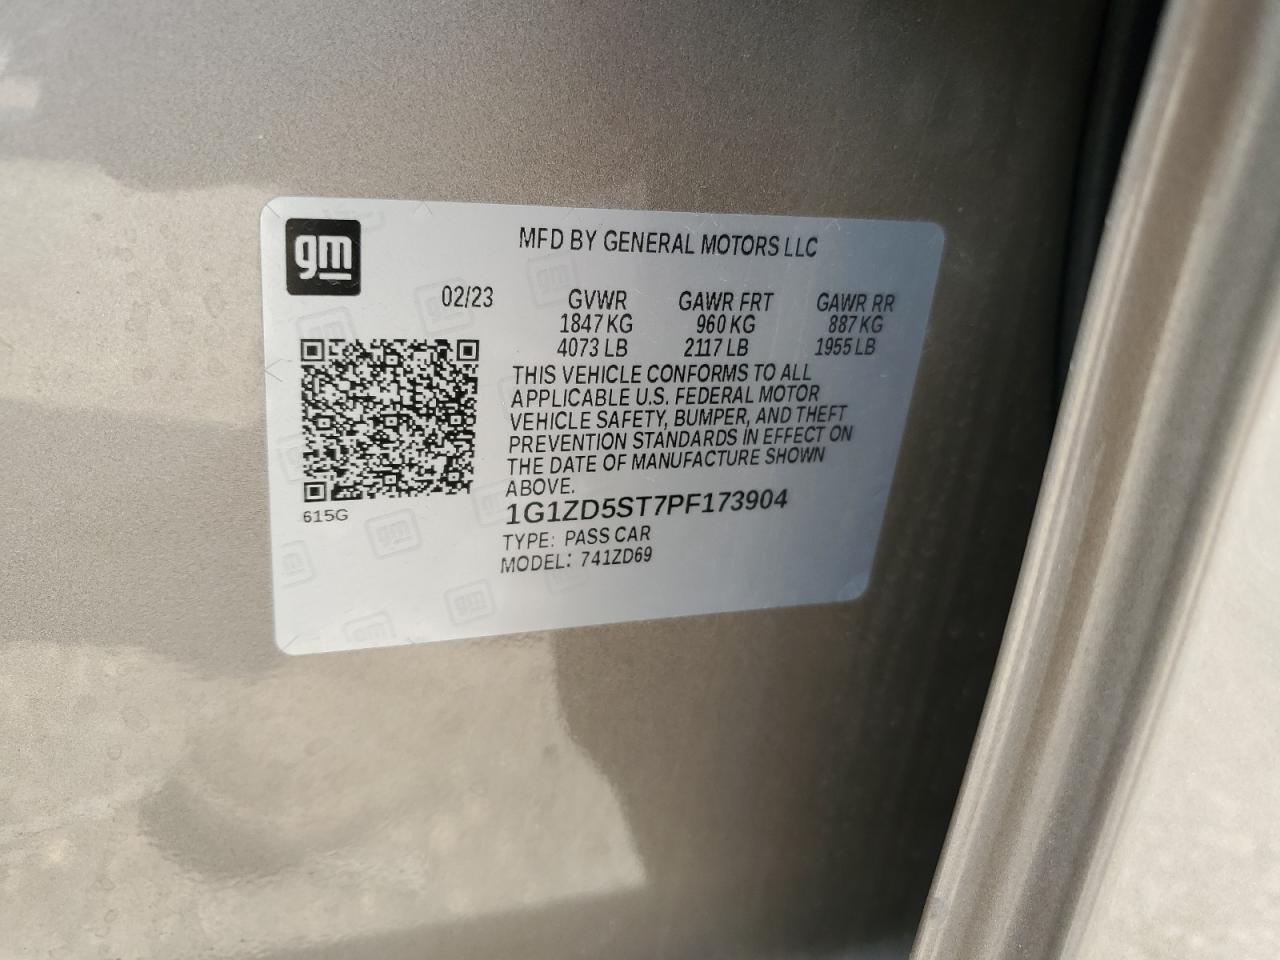 gm
MFD BY GENERAL MOTORS LLC
02/23 GVWR GAWR FRT GAWR RR
1847 KG 960 KG 887 KG
4073 LB 2117 LB 1955 LB
THIS VEHICLE CONFORMS TO ALL
APPLICABLE U.S. FEDERAL MOTOR
VEHICLE SAFETY, BUMPER, AND THEFT
PREVENTION STANDARDS IN EFFECT ON
THE DATE OF MANUFACTURE SHOWN
ABOVE.
615G
1G1ZD5ST7PF173904
TYPE: PASS CAR
MODEL: 741ZD69